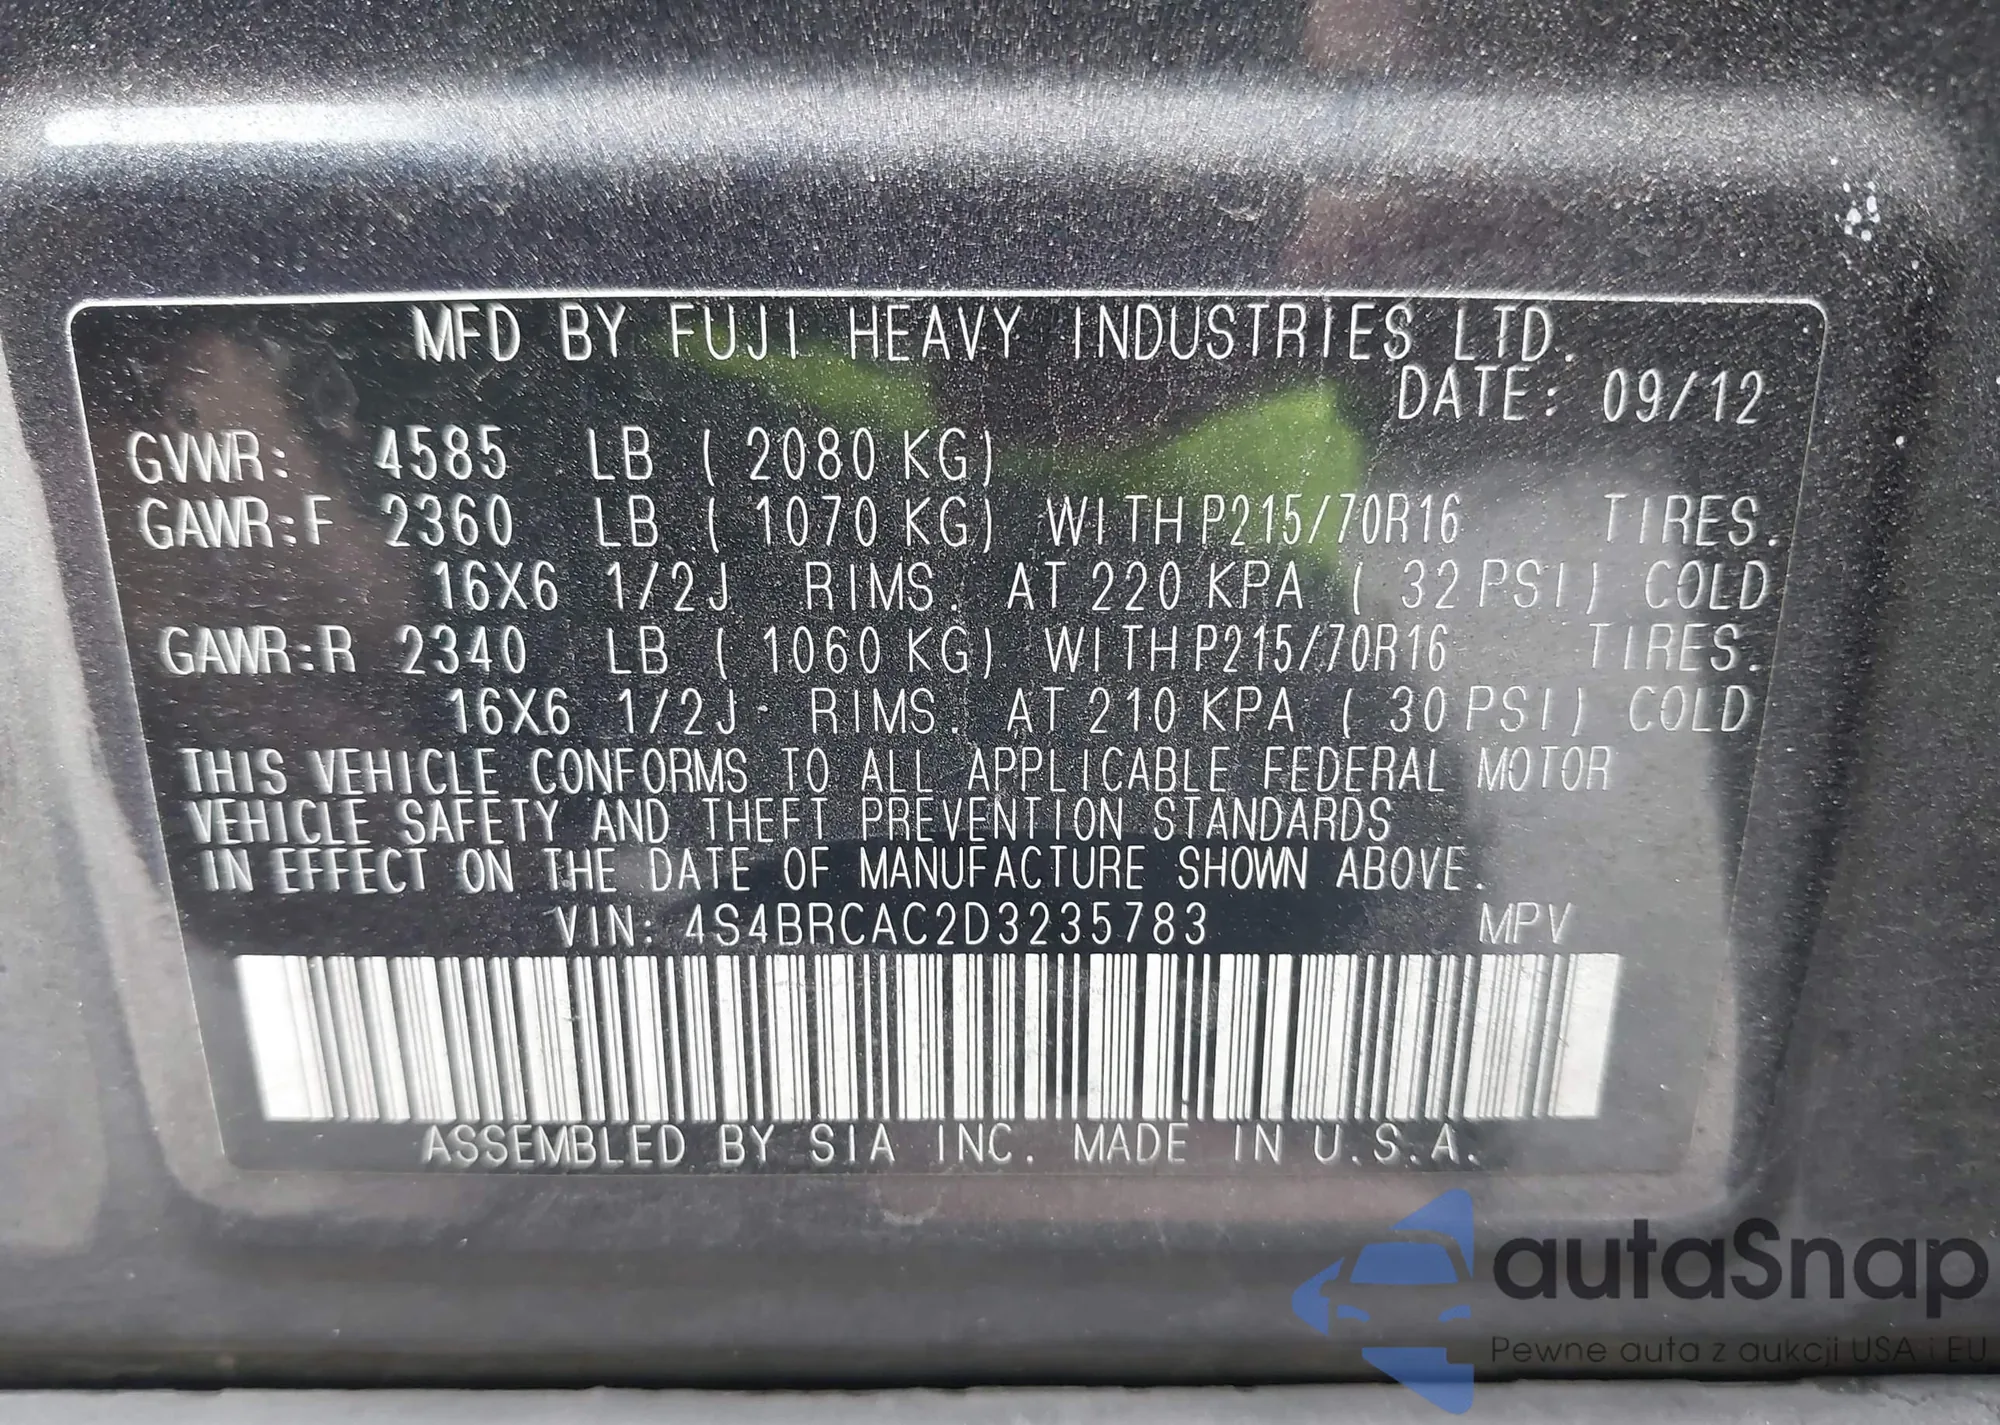 MFD BY FUJI HEAVY INDUSTRIES LTD.
DATE: 09/12
GVWR: 4585 LB ( 2080 KG)
GAWR:F 2360 LB ( 1070 KG) WITH P215/70R16 TIRES.
16X6 1/2J RIMS. AT 220 KPA ( 32 PSI) COLD
GAWR:R 2340 LB ( 1060 KG) WITH P215/70R16 TIRES.
16X6 1/2J RIMS. AT 210 KPA ( 30 PSI) COLD
THIS VEHICLE CONFORMS TO ALL APPLICABLE FEDERAL MOTOR
VEHICLE SAFETY AND THEFT PREVENTION STANDARDS
IN EFFECT ON THE DATE OF MANUFACTURE SHOWN ABOVE.
VIN: 4S4BRCAC2D3235783 MPV
ASSEMBLED BY SIA INC. MADE IN U.S.A.
autaSnap
Pewne auta z aukcji USA i EU